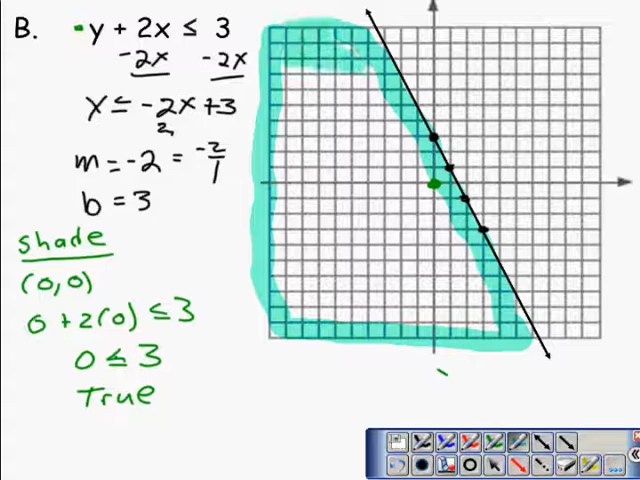 B. -y + 2x ≤ 3
-2x -2x
y ≤ -2x +3
m = -2 = -2/1
b = 3
shade
(0,0)
0 + 2(0) ≤ 3
0 ≤ 3
True